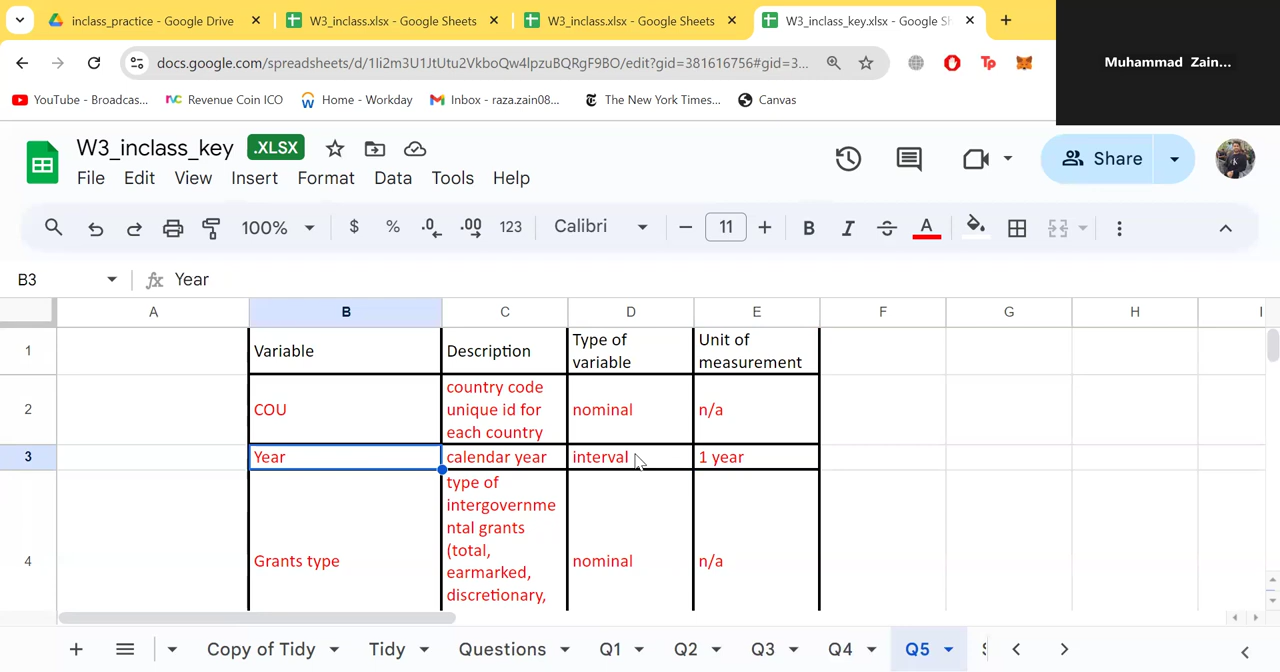 inclass_practice - Google Drive
W3_inclass.xlsx - Google Sheets
W3_inclass.xlsx - Google Sheets
W3_inclass_key.xlsx - Google Sh
docs.google.com/spreadsheets/d/1Ii2m3U1JtUtu2VkboQw4lpzuBQRgF9BO/edit?gid=381616756#gid=3...
Muhammad Zain...
YouTube - Broadcas...
Revenue Coin ICO
Home - Workday
Inbox - raza.zain08...
The New York Times...
Canvas
W3_inclass_key
.XLSX
Share
File Edit View Insert Format Data Tools Help
100% $ % .0 .00 123 Calibri 11 B I S A
B3 fx Year
A B C D E F G H I
1 Variable Description Type of
variable Unit of
measurement
2 COU country code
unique id for
each country nominal n/a
3 Year calendar year interval 1 year
4 Grants type type of
intergovernme
ntal grants
(total,
earmarked,
discretionary, nominal n/a
Copy of Tidy Tidy Questions Q1 Q2 Q3 Q4 Q5